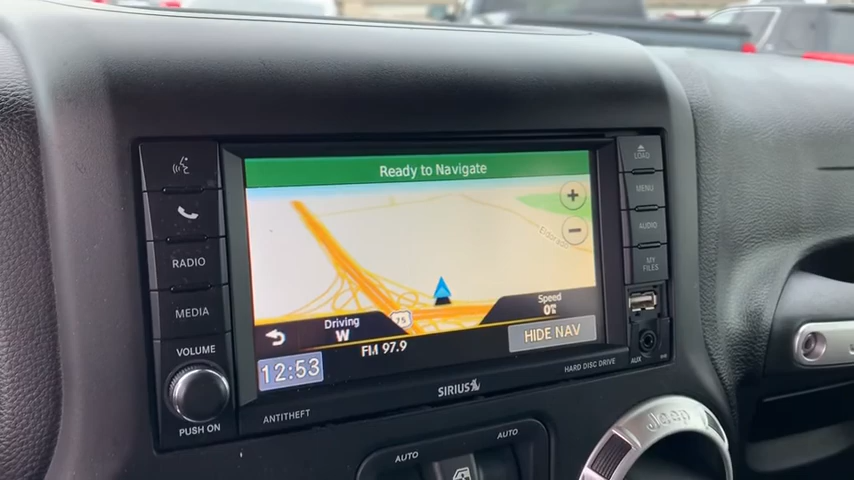 LOAD
Ready to Navigate
MENU
RADIO
AUDIO
MY
FILES
MEDIA
Driving
W
75
Speed
0
HIDE NAV
VOLUME
12:53
FM 97.9
AUX
HARD DISC DRIVE
SIRIUS
PUSH ON
ANTITHEFT
AUTO
AUTO
Jeep